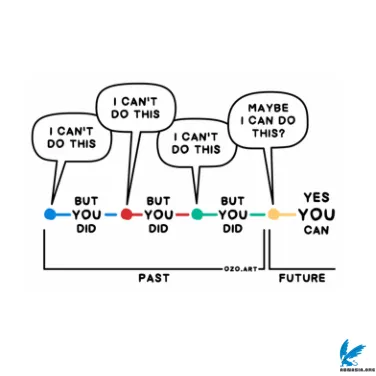 I CAN'T
DO THIS
I CAN'T
DO THIS
I CAN'T
DO THIS
MAYBE
I CAN DO
THIS?
BUT
YOU
DID
BUT
YOU
DID
BUT
YOU
DID
YES
YOU
CAN
OZO.ART
PAST
FUTURE